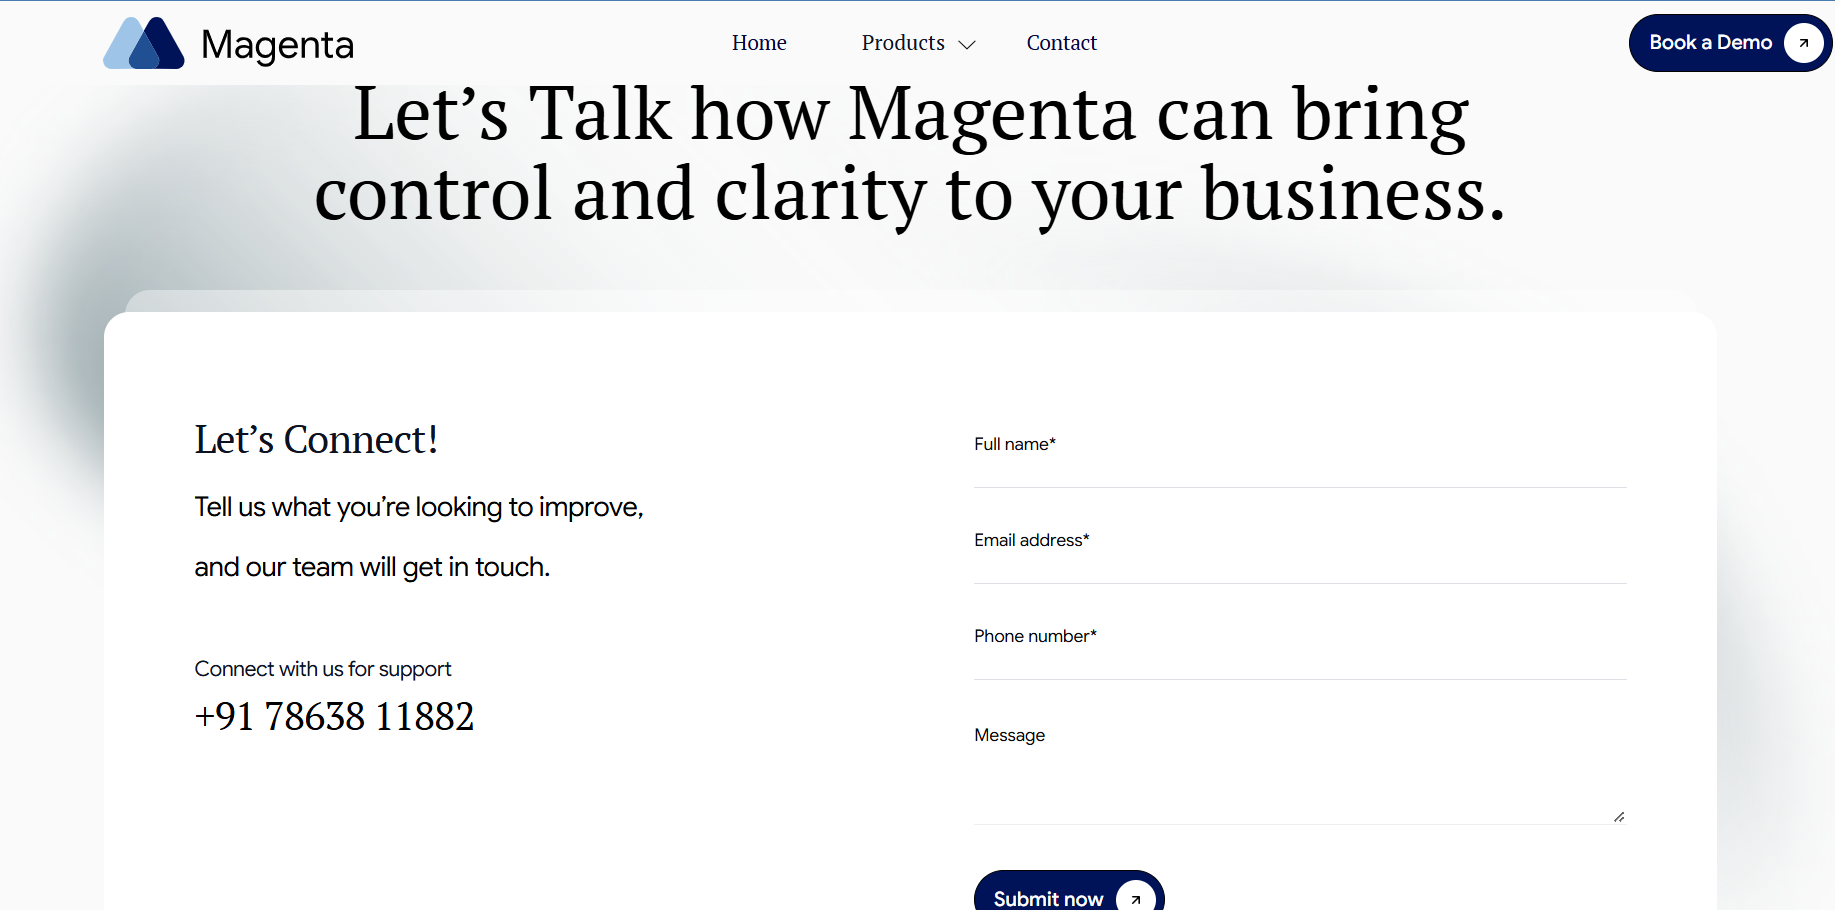 Magenta
Home
Products
Contact
Book a Demo
Let’s Talk how Magenta can bring
control and clarity to your business.
Let’s Connect!
Tell us what you’re looking to improve,
and our team will get in touch.
Connect with us for support
+91 78638 11882
Full name*
Email address*
Phone number*
Message
Submit now